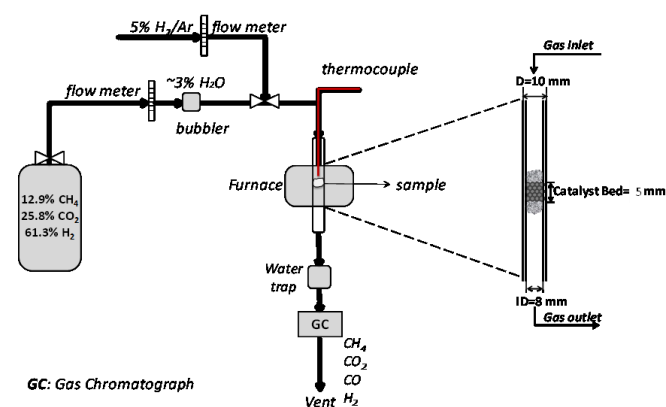 5% H₂/Ar flow meter
flow meter
~3% H₂O
bubbler
thermocouple
12.9% CH₄
25.8% CO₂
61.3% H₂
Furnace
sample
Water
trap
GC
CH₄
CO₂
CO
H₂
Vent
GC: Gas Chromatograph
Gas Inlet
D=10 mm
Catalyst Bed= 5 mm
ID=8 mm
Gas outlet